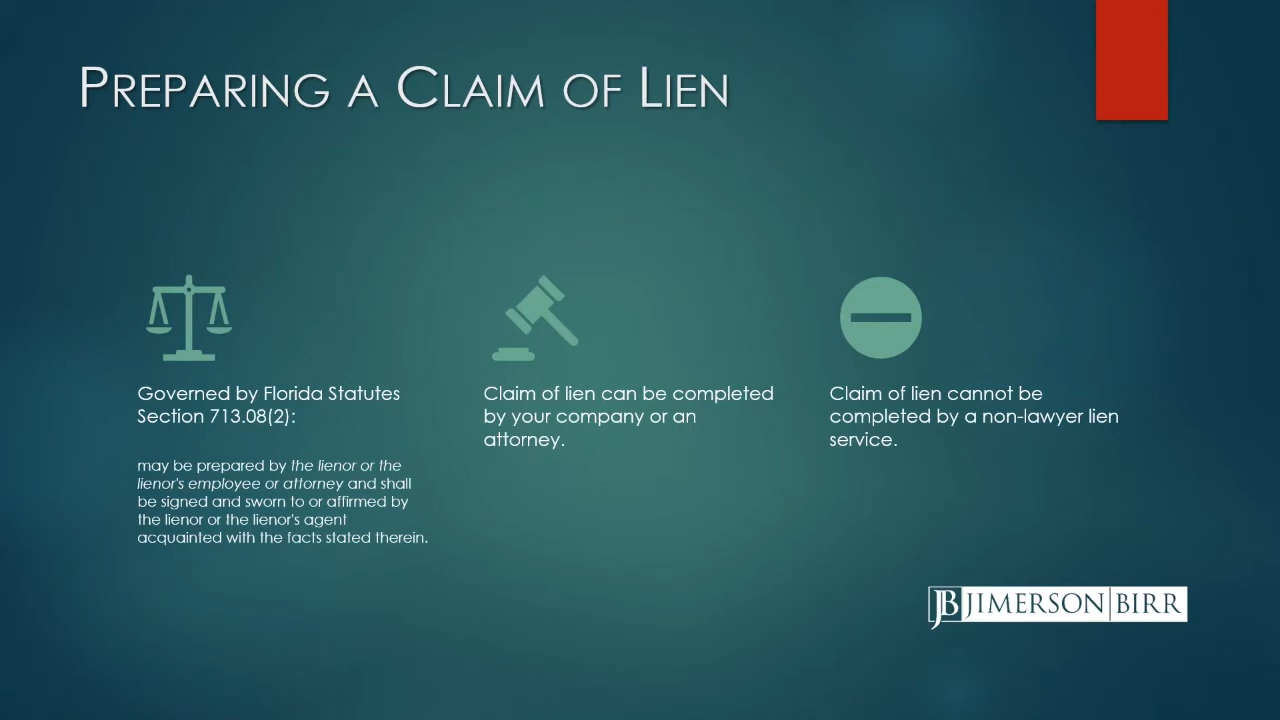 Preparing a Claim of Lien
Governed by Florida Statutes
Section 713.08(2):
may be prepared by the lienor or the
lienor's employee or attorney and shall
be signed and sworn to or affirmed by
the lienor or the lienor's agent
acquainted with the facts stated therein.
Claim of lien can be completed
by your company or an
attorney.
Claim of lien cannot be
completed by a non-lawyer lien
service.
JB JIMERSON BIRR